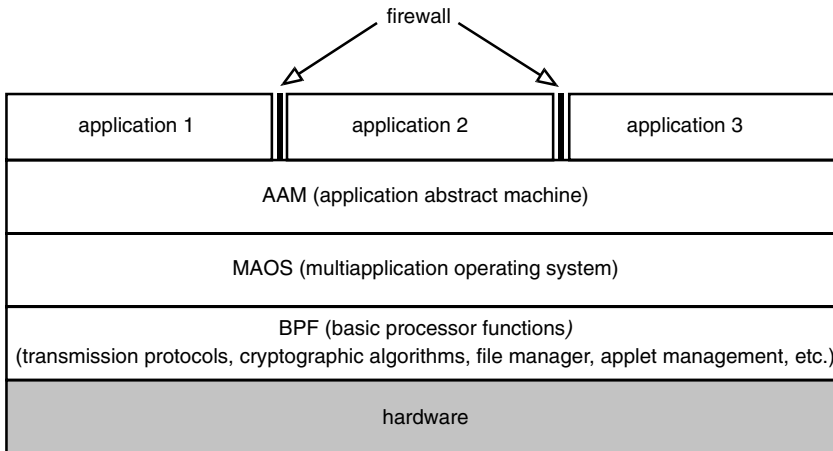 firewall
application 1
application 2
application 3
AAM (application abstract machine)
MAOS (multiapplication operating system)
BPF (basic processor functions)
(transmission protocols, cryptographic algorithms, file manager, applet management, etc.)
hardware